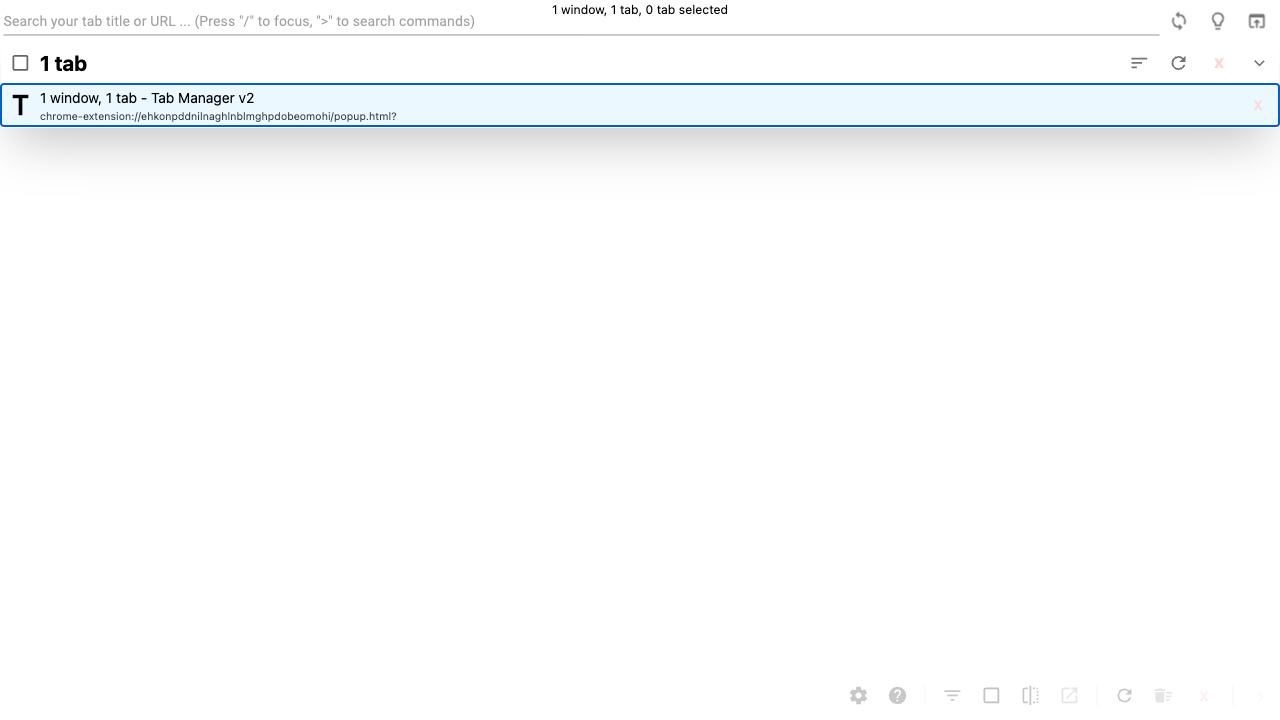 1 window, 1 tab, 0 tab selected
Search your tab title or URL ... (Press "/" to focus, ">" to search commands)
1 tab
x
T
1 window, 1 tab - Tab Manager v2
chrome-extension://ehkonpddnilnaghlnblmghpdobeomohi/popup.html?
x
x